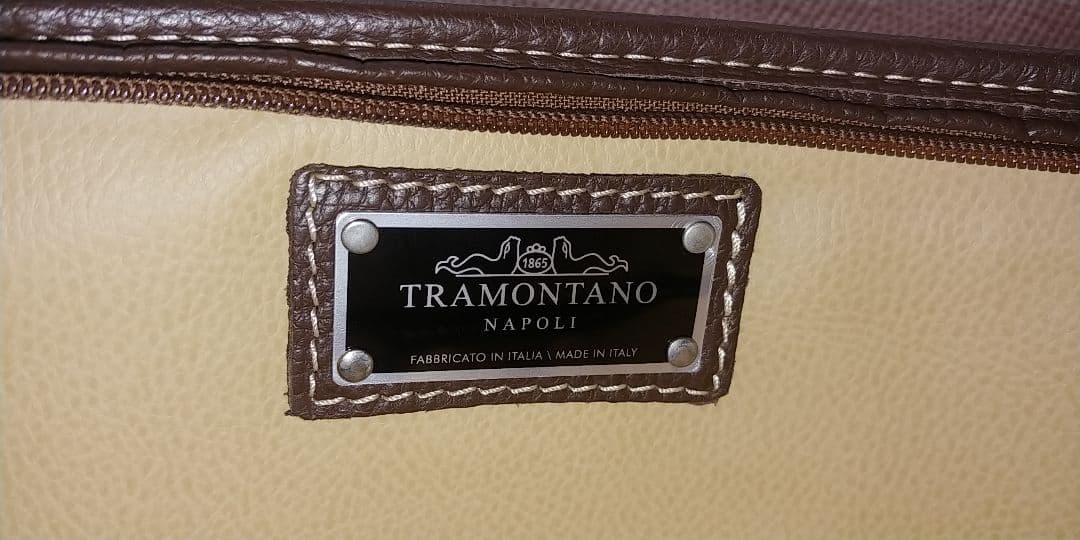 1865
TRAMONTANO
NAPOLI
FABBRICATO IN ITALIA \ MADE IN ITALY